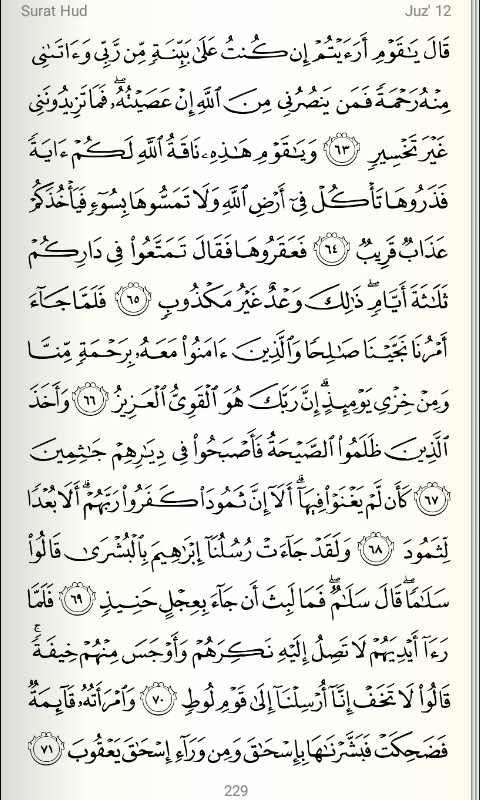 Surat Hud Juz' 12
قَالَ يَٰقَوْمِ أَرَءَيْتُمْ إِن كُنتُ عَلَىٰ بَيِّنَةٍ مِّن رَّبِّى وَءَاتَىٰنِى
مِنْهُ رَحْمَةً فَمَن يَنصُرُنِى مِنَ ٱللَّهِ إِنْ عَصَيْتُهُۥۖ فَمَا تَزِيدُونَنِى
غَيْرَ تَخْسِيرٍ ٦٣ وَيَٰقَوْمِ هَٰذِهِۦ نَاقَةُ ٱللَّهِ لَكُمْ ءَايَةً
فَذَرُوهَا تَأْكُلْ فِىٓ أَرْضِ ٱللَّهِ وَلَا تَمَسُّوهَا بِسُوٓءٍ فَيَأْخُذَكُمْ
عَذَابٌ قَرِيبٌ ٦٤ فَعَقَرُوهَا فَقَالَ تَمَتَّعُوا۟ فِى دَارِكُمْ
ثَلَٰثَةَ أَيَّامٍۖ ذَٰلِكَ وَعْدٌ غَيْرُ مَكْذُوبٍ ٦٥ فَلَمَّا جَآءَ
أَمْرُنَا نَجَّيْنَا صَٰلِحًا وَٱلَّذِينَ ءَامَنُوا۟ مَعَهُۥ بِرَحْمَةٍ مِّنَّا
وَمِنْ خِزْىِ يَوْمِئِذٍۗ إِنَّ رَبَّكَ هُوَ ٱلْقَوِىُّ ٱلْعَزِيزُ ٦٦ وَأَخَذَ
ٱلَّذِينَ ظَلَمُوا۟ ٱلصَّيْحَةُ فَأَصْبَحُوا۟ فِى دِيَٰرِهِمْ جَٰثِمِينَ
٦٧ كَأَن لَّمْ يَغْنَوْا۟ فِيهَآۗ أَلَآ إِنَّ ثَمُودَا۟ كَفَرُوا۟ رَبَّهُمْۗ أَلَا بُعْدًا
لِّثَمُودَ ٦٨ وَلَقَدْ جَآءَتْ رُسُلُنَآ إِبْرَٰهِيمَ بِٱلْبُشْرَىٰ قَالُوا۟
سَلَٰمًاۖ قَالَ سَلَٰمٌۖ فَمَا لَبِثَ أَن جَآءَ بِعِجْلٍ حَنِيذٍ ٦٩ فَلَمَّا
رَءَآ أَيْدِيَهُمْ لَا تَصِلُ إِلَيْهِ نَكِرَهُمْ وَأَوْجَسَ مِنْهُمْ خِيفَةًۚ
قَالُوا۟ لَا تَخَفْ إِنَّآ أُرْسِلْنَآ إِلَىٰ قَوْمِ لُوطٍ ٧٠ وَٱمْرَأَتُهُۥ قَآئِمَةٌ
فَضَحِكَتْ فَبَشَّرْنَٰهَا بِإِسْحَٰقَ وَمِن وَرَآءِ إِسْحَٰقَ يَعْقُوبَ ٧١
229